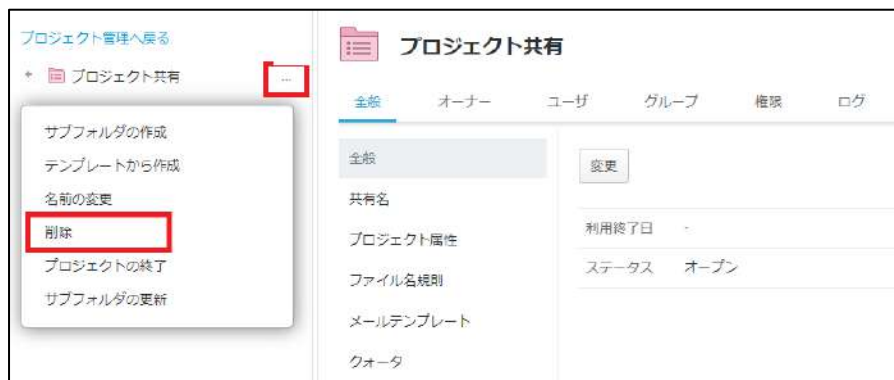 プロジェクト管理へ戻る
プロジェクト共有
...
サブフォルダの作成
テンプレートから作成
名前の変更
削除
プロジェクトの終了
サブフォルダの更新
プロジェクト共有
全般 オーナー ユーザ グループ 権限 ログ
全般
共有名
プロジェクト属性
ファイル名規則
メールテンプレート
クォータ
変更
利用終了日 -
ステータス オープン